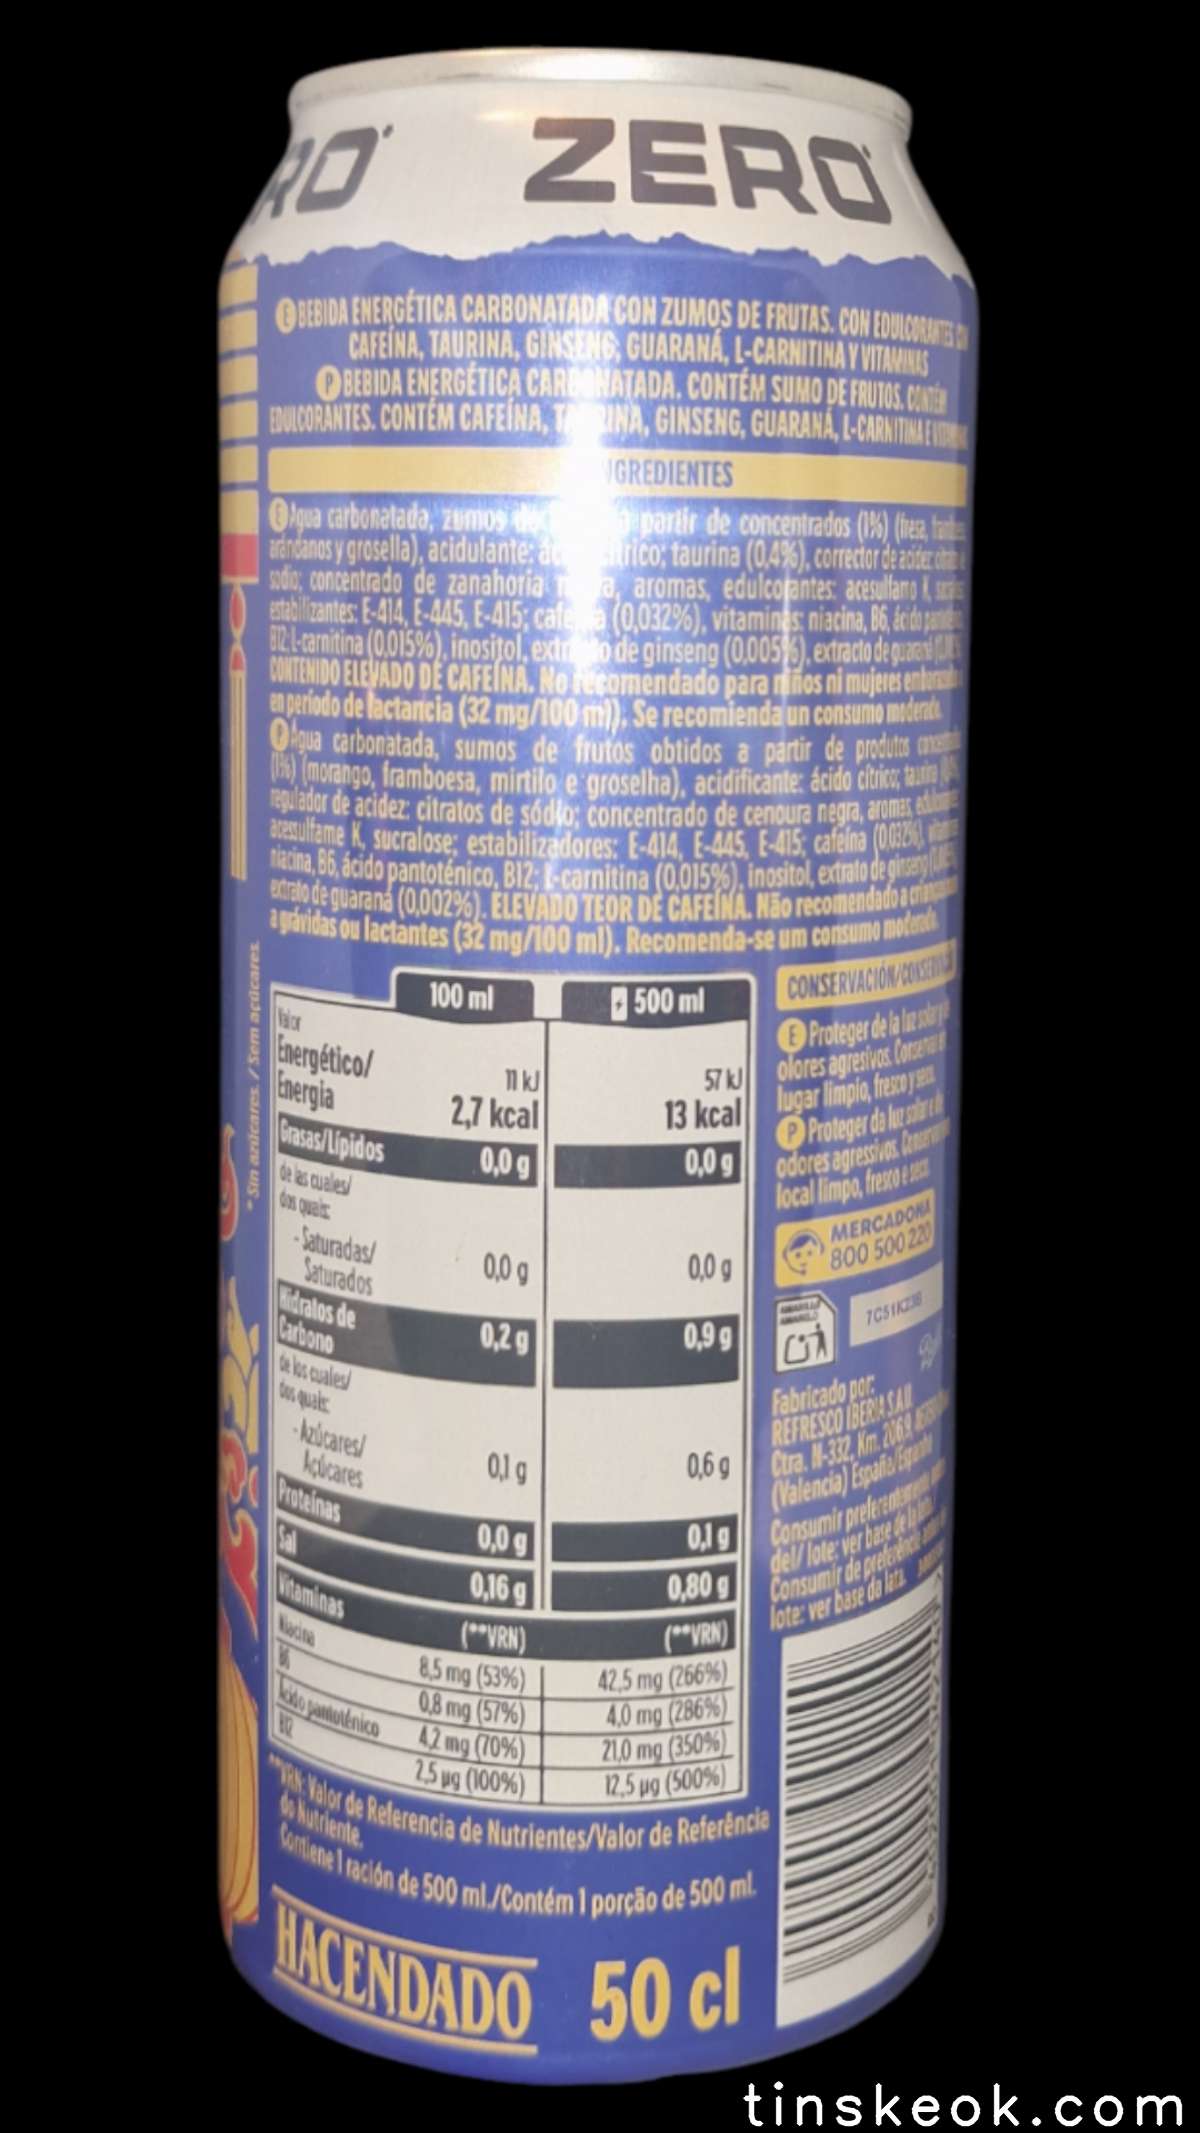 ZERO*
ⒺBEBIDA ENERGÉTICA CARBONATADA CON ZUMOS DE FRUTAS. CON EDULCORANTES CON
CAFEÍNA, TAURINA, GINSENG, GUARANÁ, L-CARNITINA Y VITAMINAS
ⓅBEBIDA ENERGÉTICA CARBONATADA. CONTÉM SUMO DE FRUTOS. CONTÉM
EDULCORANTES. CONTÉM CAFEÍNA, TAURINA, GINSENG, GUARANÁ, L-CARNITINA E
INGREDIENTES
ⒺAgua carbonatada, zumos de partir de concentrados (1%) (fresa,
arándanos y grosella), acidulante: cítrico; taurina (0,4%), corrector de acidez:
sodio; concentrado de zanahoria aromas, edulcorantes: acesulfamo K,
estabilizantes: E-414, E-445, E-415; cafeína (0,032%), vitaminas: niacina, B6, ácido
B12; L-carnitina (0,015%), inositol, extracto de ginseng (0,005%), extracto de guaraná
CONTENIDO ELEVADO DE CAFEÍNA. No recomendado para niños ni mujeres
en período de lactancia (32 mg/100 ml). Se recomienda un consumo moderado.
ⓅÁgua carbonatada, sumos de frutos obtidos a partir de produtos
(1%) (morango, framboesa, mirtilo e groselha), acidificante: ácido cítrico; taurina
regulador de acidez: citratos de sódio; concentrado de cenoura negra, aromas,
acessulfame K, sucralose; estabilizadores: E-414, E-445, E-415; cafeína (0,032%),
niacina, B6, ácido pantoténico, B12; L-carnitina (0,015%), inositol, extrato de ginseng
extrato de guaraná (0,002%). ELEVADO TEOR DE CAFEÍNA. Não recomendado a
a grávidas ou lactantes (32 mg/100 ml). Recomenda-se um consumo moderado.
* Sin azúcares. / Sem açúcares.
100 ml 500 ml
Valor
Energético/
Energia
11 kJ 57 kJ
2,7 kcal 13 kcal
Grasas/Lípidos 0,0 g 0,0 g
de las cuales/
dos quais:
- Saturadas/
Saturados 0,0 g 0,0 g
Hidratos de
Carbono 0,2 g 0,9 g
de los cuales/
dos quais:
- Azúcares/
Açúcares 0,1 g 0,6 g
Proteínas 0,0 g 0,1 g
Sal 0,16 g 0,80 g
Vitaminas (**VRN) (**VRN)
Niacina 8,5 mg (53%) 42,5 mg (266%)
B6 0,8 mg (57%) 4,0 mg (286%)
Ácido pantoténico 4,2 mg (70%) 21,0 mg (350%)
B12 2,5 µg (100%) 12,5 µg (500%)
**VRN: Valor de Referencia de Nutrientes/Valor de Referência
do Nutriente.
Contiene 1 ración de 500 ml./Contém 1 porção de 500 ml.
CONSERVACIÓN/
Ⓔ Proteger de la luz solar y de
olores agresivos. Conservar en
lugar limpio, fresco y seco.
Ⓟ Proteger da luz solar e de
odores agressivos. Conservar
local limpo, fresco e seco.
MERCADONA
800 500 220
AMARILLO
AMARELO
7C51K23B
Fabricado por:
REFRESCO IBERIA S.A.U.
Ctra. N-332, Km. 206,9,
(Valencia) España/Espanha
Consumir preferentemente
del/ lote: ver base de la lata.
Consumir de preferência
lote: ver base da lata.
HACENDADO
50 cl
tinskeok.com